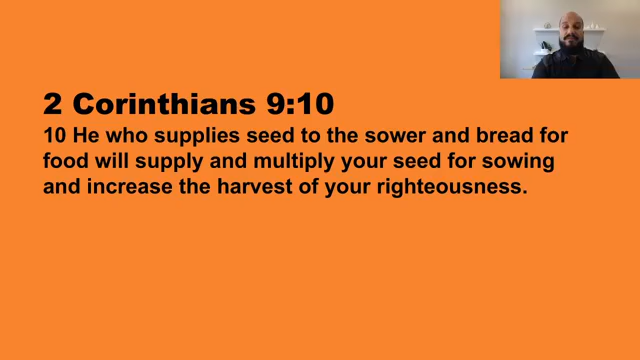 2 Corinthians 9:10
10 He who supplies seed to the sower and bread for
food will supply and multiply your seed for sowing
and increase the harvest of your righteousness.